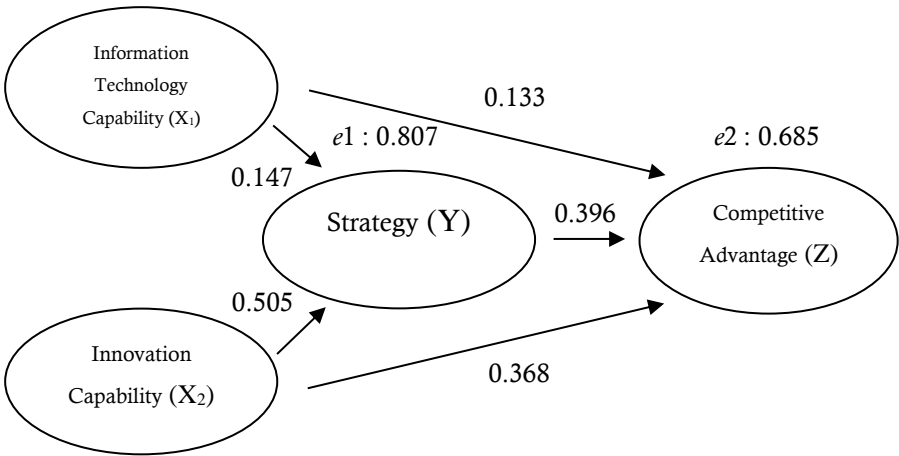 Information
Technology
Capability (X₁)
0.133
e1 : 0.807
e2 : 0.685
0.147
Strategy (Y)
0.396
Competitive
Advantage (Z)
0.505
Innovation
Capability (X₂)
0.368